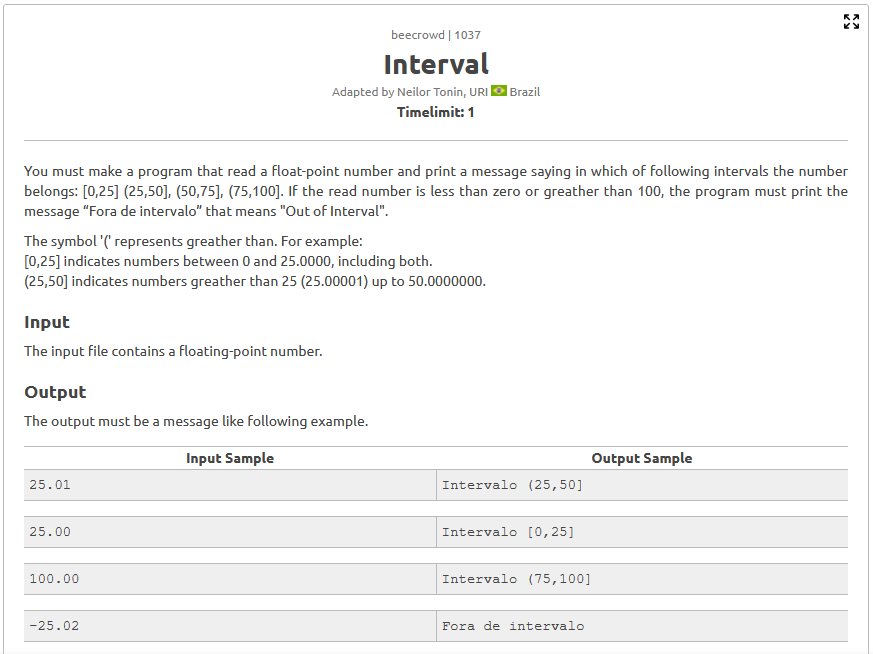 beecrowd | 1037
Interval
Adapted by Neilor Tonin, URI Brazil
Timelimit: 1
You must make a program that read a float-point number and print a message saying in which of following intervals the number
belongs: [0,25] (25,50], (50,75], (75,100]. If the read number is less than zero or greather than 100, the program must print the
message “Fora de intervalo” that means "Out of Interval".
The symbol '(' represents greather than. For example:
[0,25] indicates numbers between 0 and 25.0000, including both.
(25,50] indicates numbers greather than 25 (25.00001) up to 50.0000000.
Input
The input file contains a floating-point number.
Output
The output must be a message like following example.
Input Sample Output Sample
25.01 Intervalo (25,50]
25.00 Intervalo [0,25]
100.00 Intervalo (75,100]
-25.02 Fora de intervalo